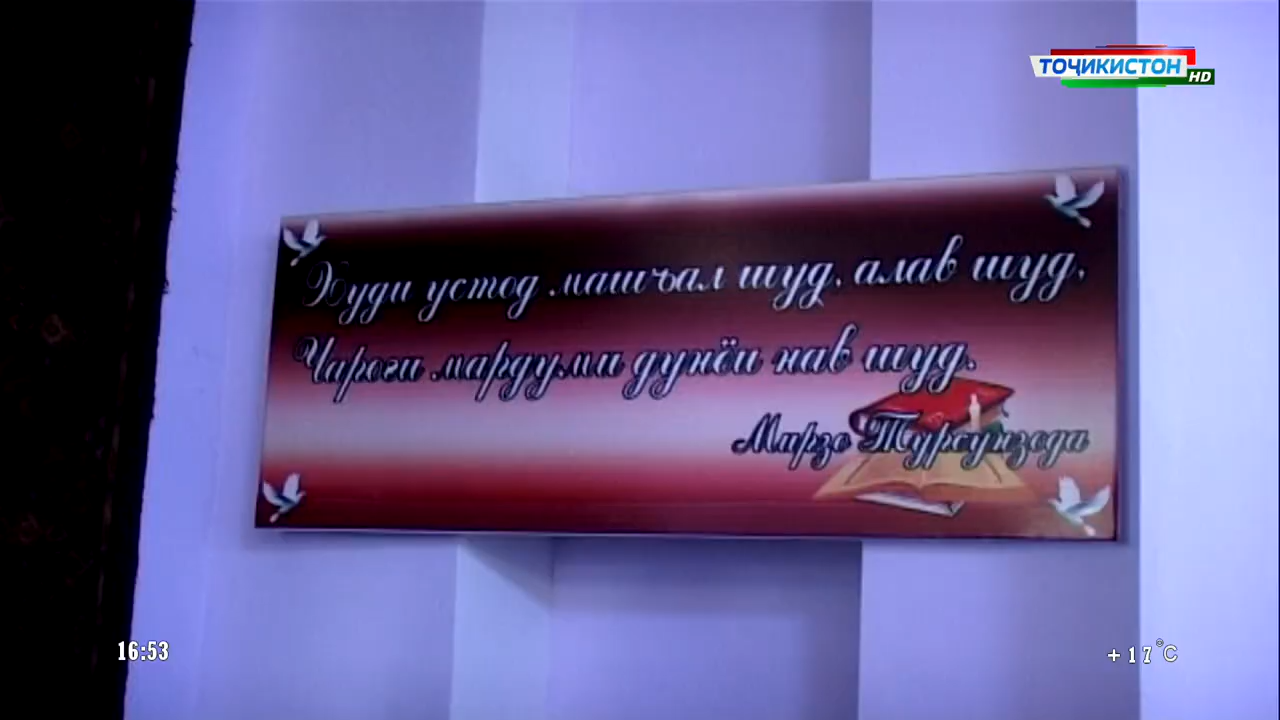 ТОҶИКИСТОН HD
Худи устод машъал шуд, алав шуд,
Чароғи мардуми дунёи нав шуд.
Мирзо Турсунзода
16:53
+17°C